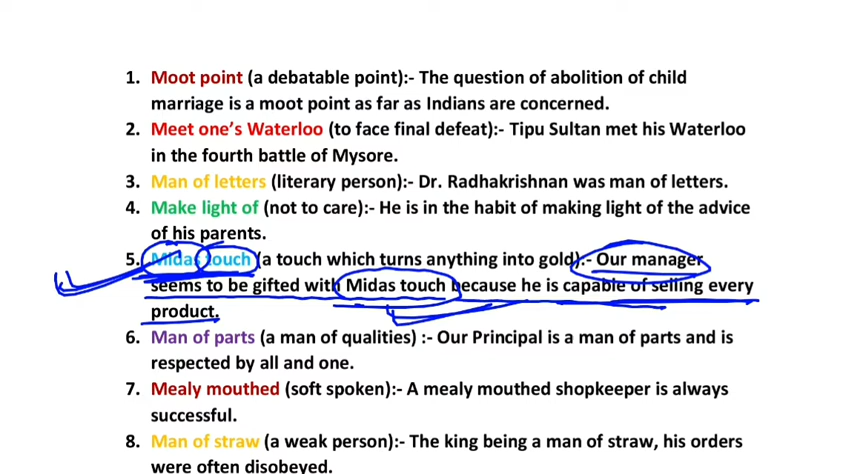 1. Moot point (a debatable point):- The question of abolition of child
marriage is a moot point as far as Indians are concerned.
2. Meet one's Waterloo (to face final defeat):- Tipu Sultan met his Waterloo
in the fourth battle of Mysore.
3. Man of letters (literary person):- Dr. Radhakrishnan was man of letters.
4. Make light of (not to care):- He is in the habit of making light of the advice
of his parents.
5. Midas touch (a touch which turns anything into gold):- Our manager
seems to be gifted with Midas touch because he is capable of selling every
product.
6. Man of parts (a man of qualities) :- Our Principal is a man of parts and is
respected by all and one.
7. Mealy mouthed (soft spoken):- A mealy mouthed shopkeeper is always
successful.
8. Man of straw (a weak person):- The king being a man of straw, his orders
were often disobeyed.